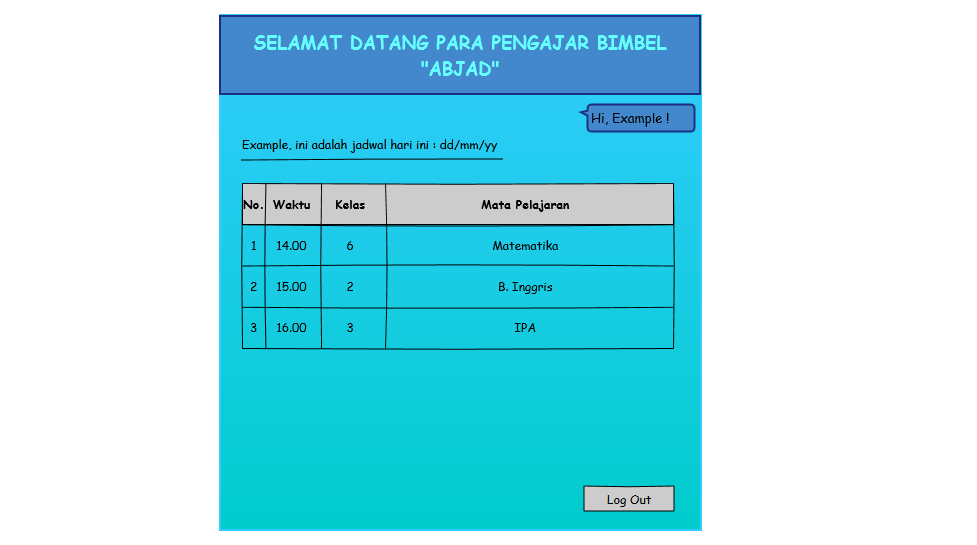 SELAMAT DATANG PARA PENGAJAR BIMBEL
"ABJAD"
Hi, Example !
Example, ini adalah jadwal hari ini : dd/mm/yy
No. Waktu Kelas Mata Pelajaran
1 14.00 6 Matematika
2 15.00 2 B. Inggris
3 16.00 3 IPA
Log Out